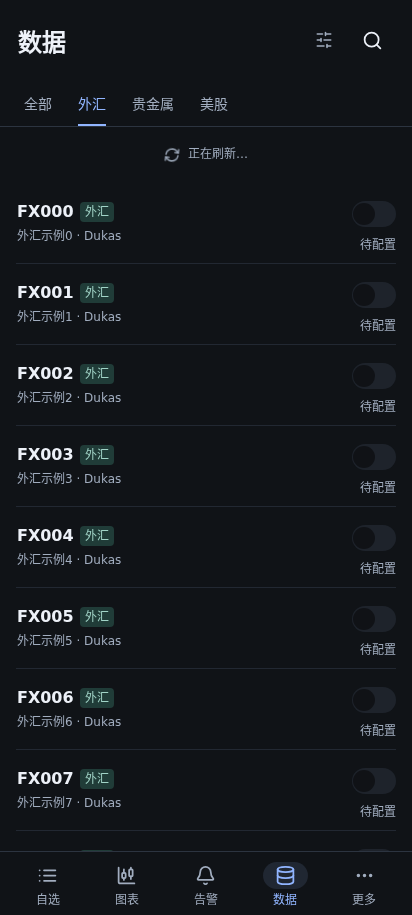 数据
全部 外汇 贵金属 美股
正在刷新...
FX000 外汇
外汇示例0 · Dukas
待配置
FX001 外汇
外汇示例1 · Dukas
待配置
FX002 外汇
外汇示例2 · Dukas
待配置
FX003 外汇
外汇示例3 · Dukas
待配置
FX004 外汇
外汇示例4 · Dukas
待配置
FX005 外汇
外汇示例5 · Dukas
待配置
FX006 外汇
外汇示例6 · Dukas
待配置
FX007 外汇
外汇示例7 · Dukas
待配置
自选 图表 告警 数据 更多